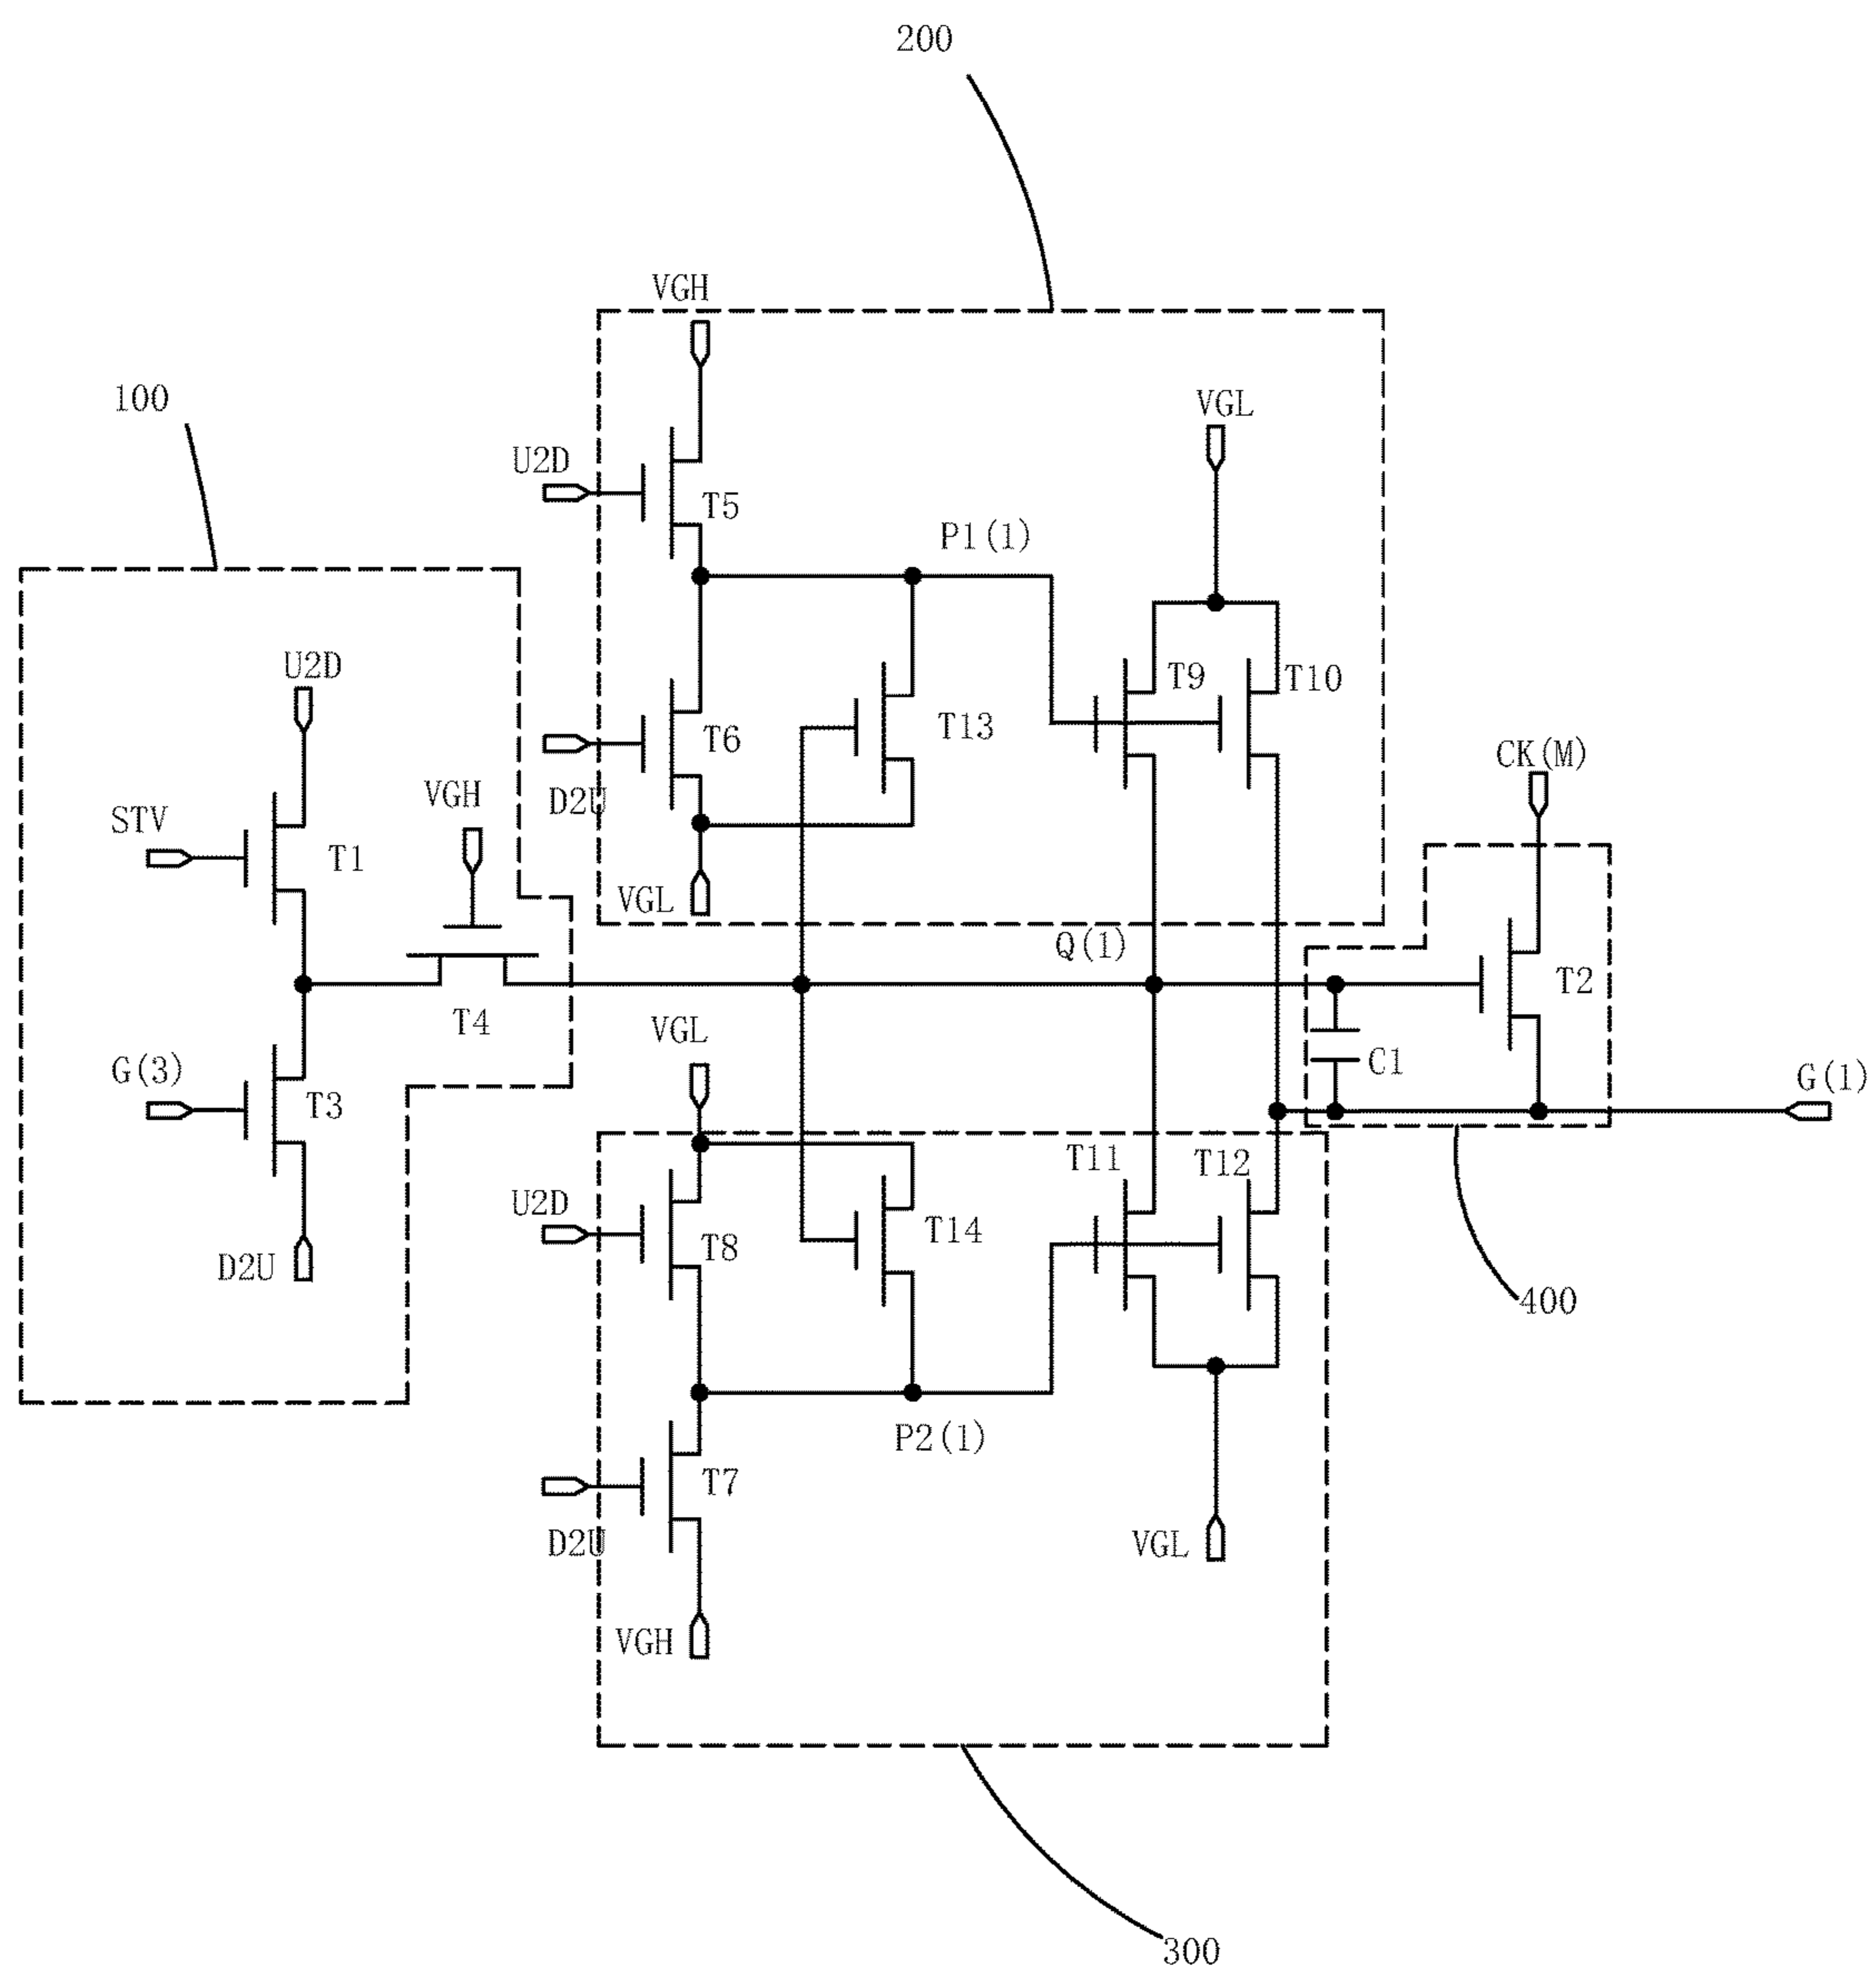 200
VGH
100
VGL
U2D
T5
P1(1)
U2D
T9
T10
T6
T13
CK(M)
D2U
VGH
STV
T1
VGL
Q(1)
T2
T4
VGL
C1
G(3)
T3
G(1)
T11
T12
U2D
T8
T14
D2U
400
P2(1)
T7
D2U
VGL
VGH
300